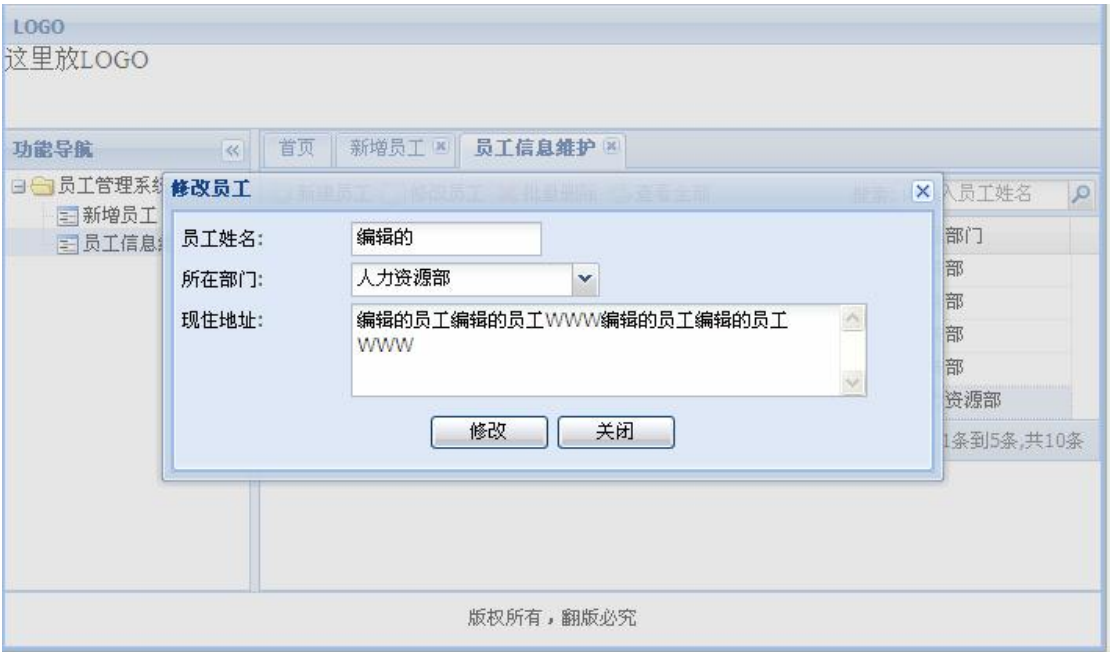 LOGO
这里放LOGO
功能导航
首页 新增员工 员工信息维护
员工管理系
新增员工
员工信息
修改员工
新建员工 修改员工 批量删除 查看全部
入员工姓名
员工姓名: 编辑的
所在部门: 人力资源部
现住地址: 编辑的员工编辑的员工WWW编辑的员工编辑的员工
WWW
修改 关闭
部门
部
部
部
部
资源部
1条到5条,共10条
版权所有，翻版必究